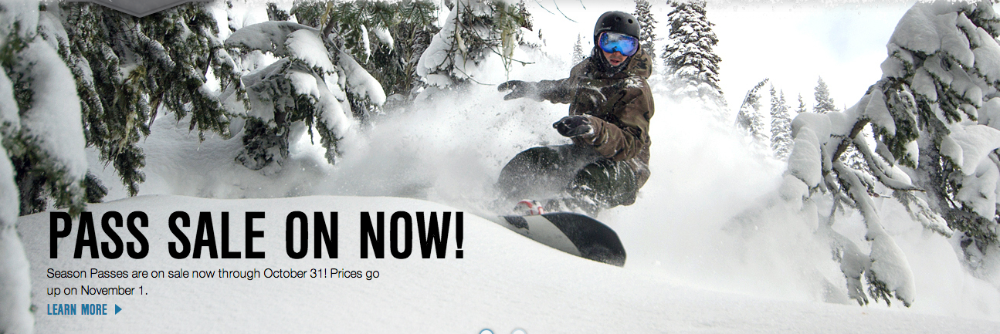 PASS SALE ON NOW!
Season Passes are on sale now through October 31! Prices go
up on November 1.
LEARN MORE